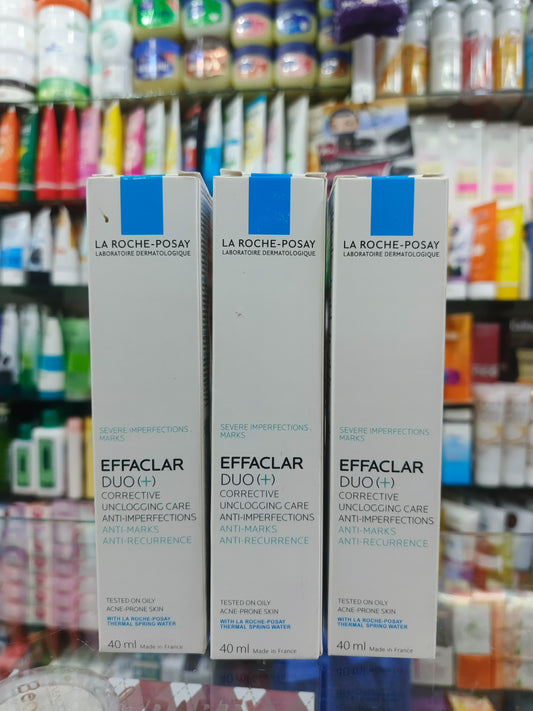 LA ROCHE-POSAY
LABORATOIRE DERMATOLOGIQUE
SEVERE IMPERFECTIONS
MARKS
EFFACLAR
DUO(+)
CORRECTIVE
UNCLOGGING CARE
ANTI-IMPERFECTIONS
ANTI-MARKS
ANTI-RECURRENCE
TESTED ON OILY
ACNE-PRONE SKIN
WITH LA ROCHE-POSAY
THERMAL SPRING WATER
40 ml Made in France
LA ROCHE-POSAY
LABORATOIRE DERMATOLOGIQUE
SEVERE IMPERFECTIONS
MARKS
EFFACLAR
DUO(+)
CORRECTIVE
UNCLOGGING CARE
ANTI-IMPERFECTIONS
ANTI-MARKS
ANTI-RECURRENCE
TESTED ON OILY
ACNE-PRONE SKIN
WITH LA ROCHE-POSAY
THERMAL SPRING WATER
40 ml Made in France
LA ROCHE-POSAY
LABORATOIRE DERMATOLOGIQUE
SEVERE IMPERFECTIONS
MARKS
EFFACLAR
DUO(+)
CORRECTIVE
UNCLOGGING CARE
ANTI-IMPERFECTIONS
ANTI-MARKS
ANTI-RECURRENCE
TESTED ON OILY
ACNE-PRONE SKIN
WITH LA ROCHE-POSAY
THERMAL SPRING WATER
40 ml Made in France